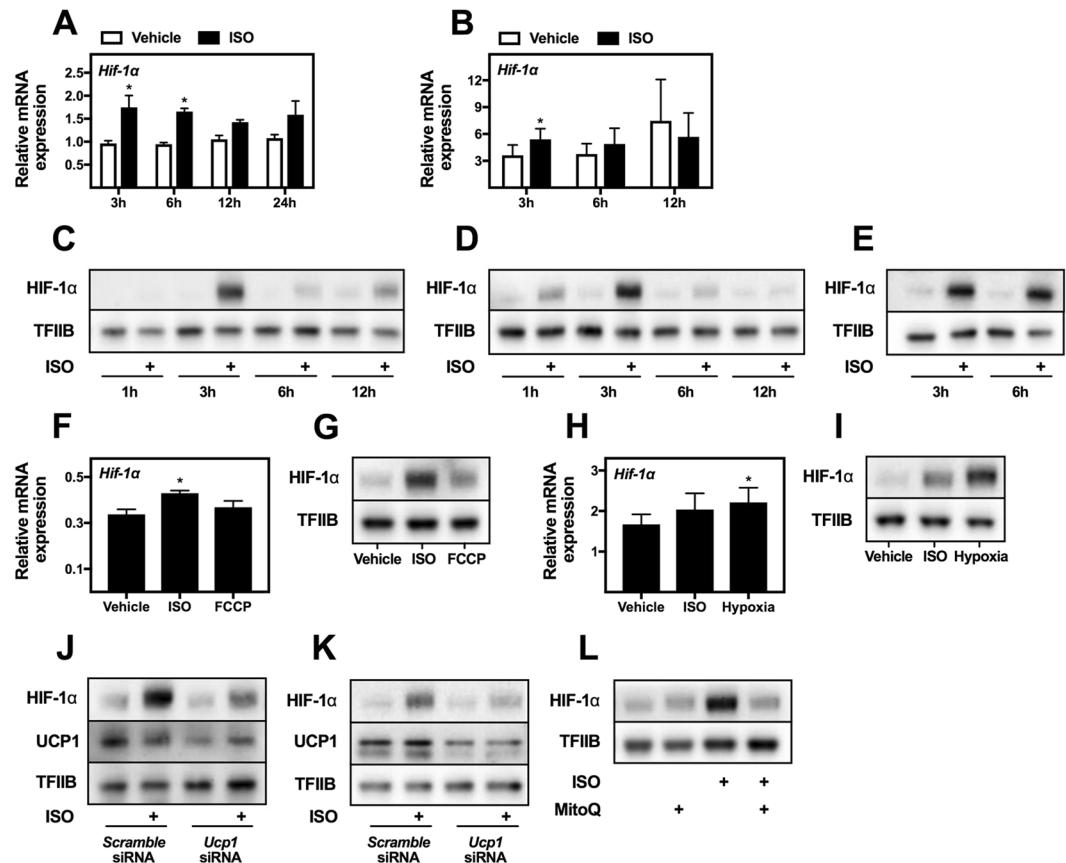 A B
Vehicle ISO Vehicle ISO
Hif-1α Hif-1α
Relative mRNA expression
2.5
2.0
1.5
1.0
0.5
3h 6h 12h 24h
Relative mRNA expression
12
9
6
3
3h 6h 12h
* * *
C D E
HIF-1α HIF-1α HIF-1α
TFIIB TFIIB TFIIB
ISO + + + + ISO + + + + ISO + +
1h 3h 6h 12h 1h 3h 6h 12h 3h 6h
F G H I
Hif-1α
Relative mRNA expression
0.5
0.3
0.1
*
Vehicle ISO FCCP
HIF-1α
TFIIB
Vehicle ISO FCCP
Hif-1α
Relative mRNA expression
3
2
1
*
Vehicle ISO Hypoxia
HIF-1α
TFIIB
Vehicle ISO Hypoxia
J K L
HIF-1α
UCP1
TFIIB
ISO + +
Scramble siRNA Ucp1 siRNA
HIF-1α
UCP1
TFIIB
ISO + +
Scramble siRNA Ucp1 siRNA
HIF-1α
TFIIB
ISO + +
MitoQ + +